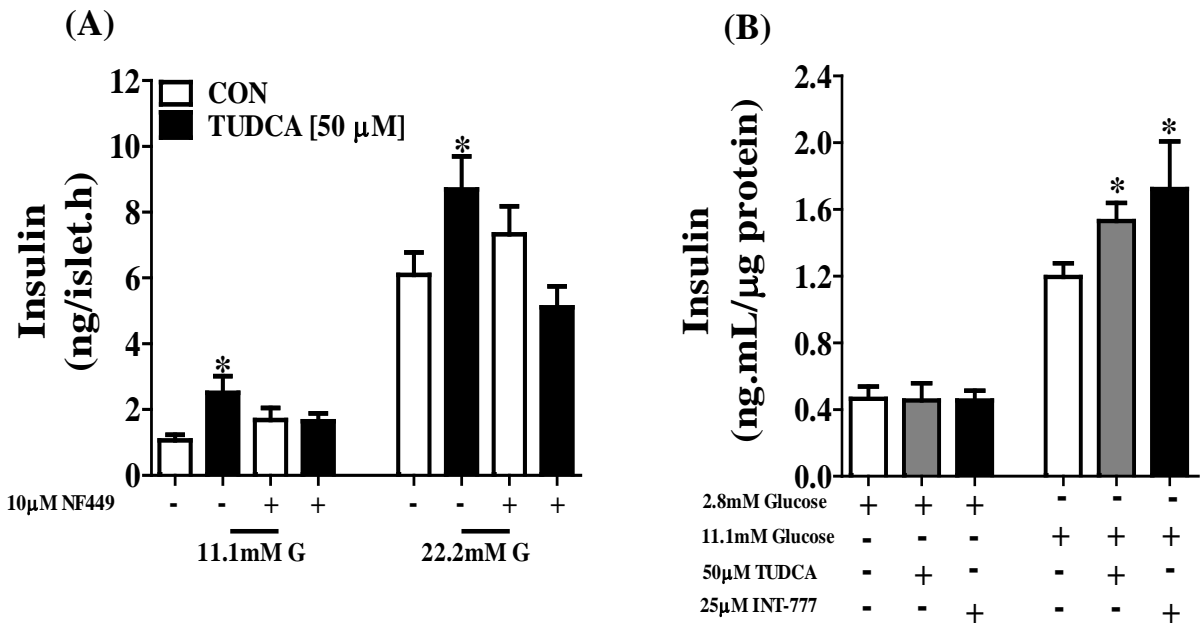 (A)
Insulin
(ng/islet.h)
12
10
8
6
4
2
0
CON
TUDCA [50 μM]
* *
10μM NF449 - - + + - - + +
11.1mM G 22.2mM G
(B)
Insulin
(ng.mL/μg protein)
2.4
2.0
1.6
1.2
0.8
0.4
0.0
* *
2.8mM Glucose + + + - - -
11.1mM Glucose - - - + + +
50μM TUDCA - + - - + -
25μM INT-777 - - + - - +